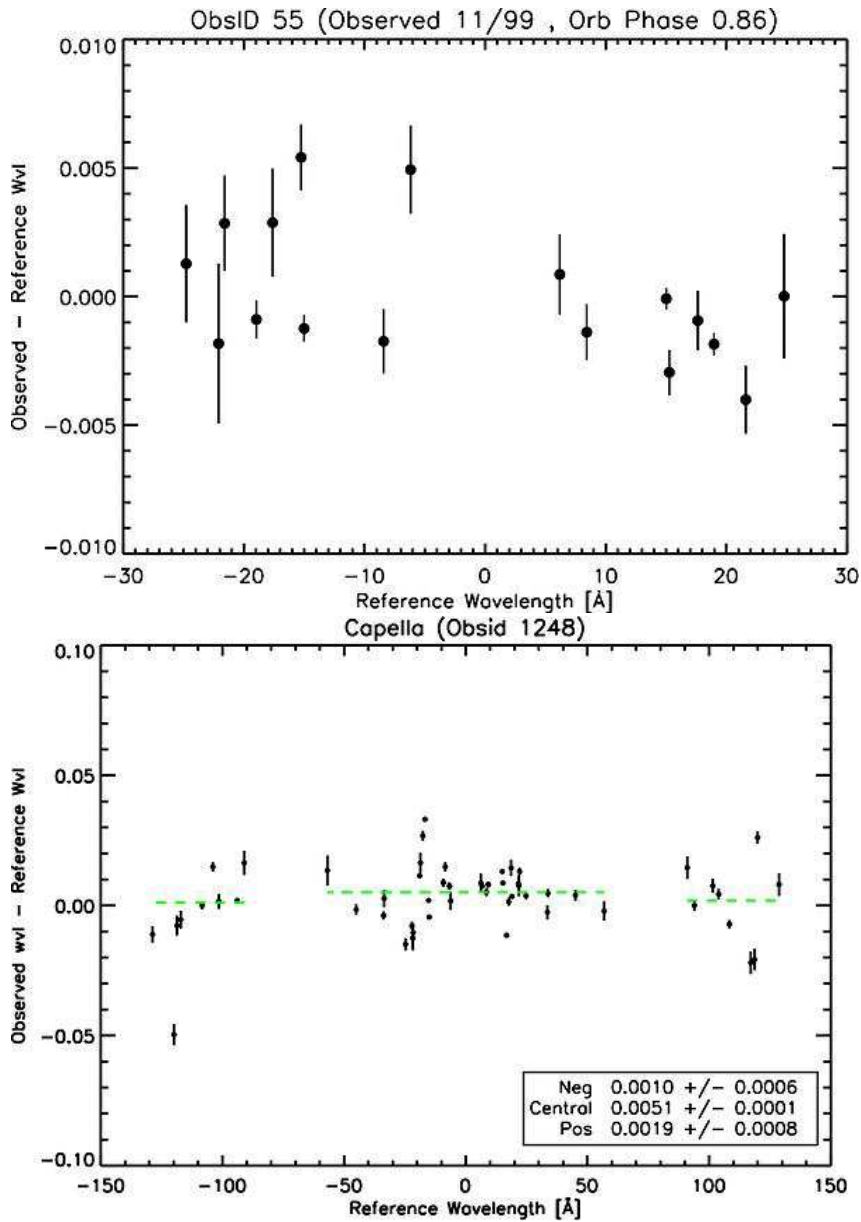 ObsID 55 (Observed 11/99 , Orb Phase 0.86)
0.010
0.005
0.000
−0.005
−0.010
Observed − Reference Wvl
−30 −20 −10 0 10 20 30
Reference Wavelength [Å]
Capella (Obsid 1248)
0.10
0.05
0.00
−0.05
−0.10
Observed wvl − Reference Wvl
Neg 0.0010 +/− 0.0006
Central 0.0051 +/− 0.0001
Pos 0.0019 +/− 0.0008
−150 −100 −50 0 50 100 150
Reference Wavelength [Å]